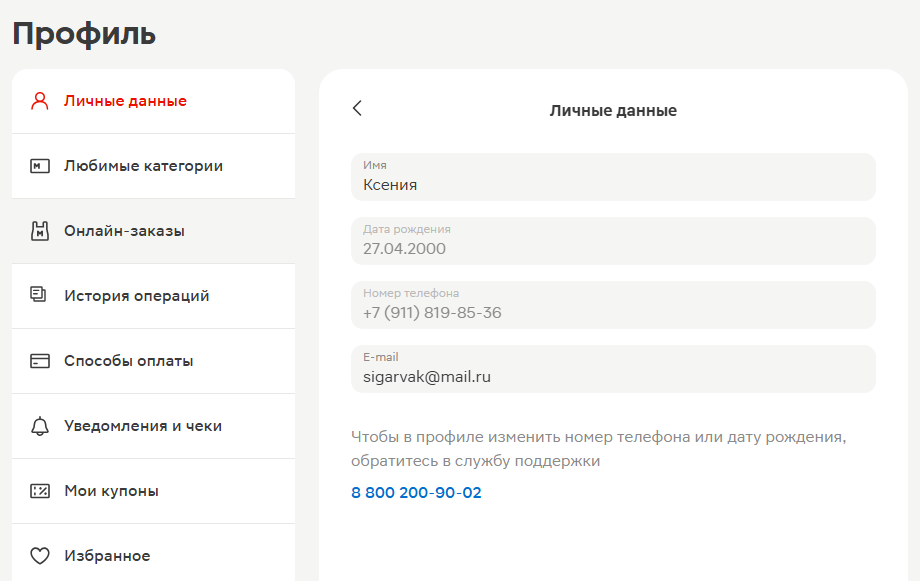 Профиль
Личные данные
Любимые категории
Онлайн-заказы
История операций
Способы оплаты
Уведомления и чеки
Мои купоны
Избранное
Личные данные
Имя
Ксения
Дата рождения
27.04.2000
Номер телефона
+7 (911) 819-85-36
E-mail
sigarvak@mail.ru
Чтобы в профиле изменить номер телефона или дату рождения,
обратитесь в службу поддержки
8 800 200-90-02